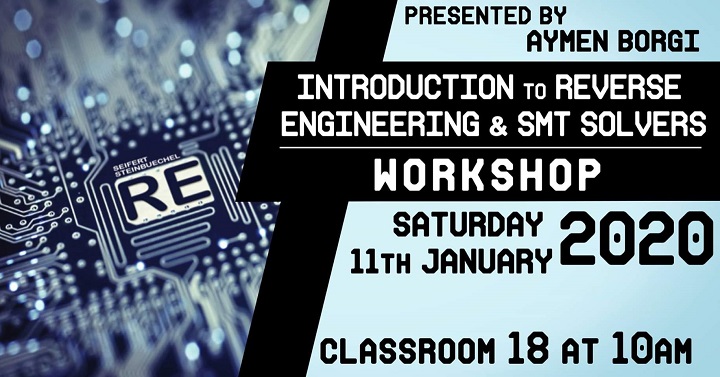 PRESENTED BY
AYMEN BORGI
INTRODUCTION TO REVERSE
ENGINEERING & SMT SOLVERS
WORKSHOP
SATURDAY
11TH JANUARY
2020
CLASSROOM 18 AT 10AM
SEIFERT
STEINBUECHEL
RE